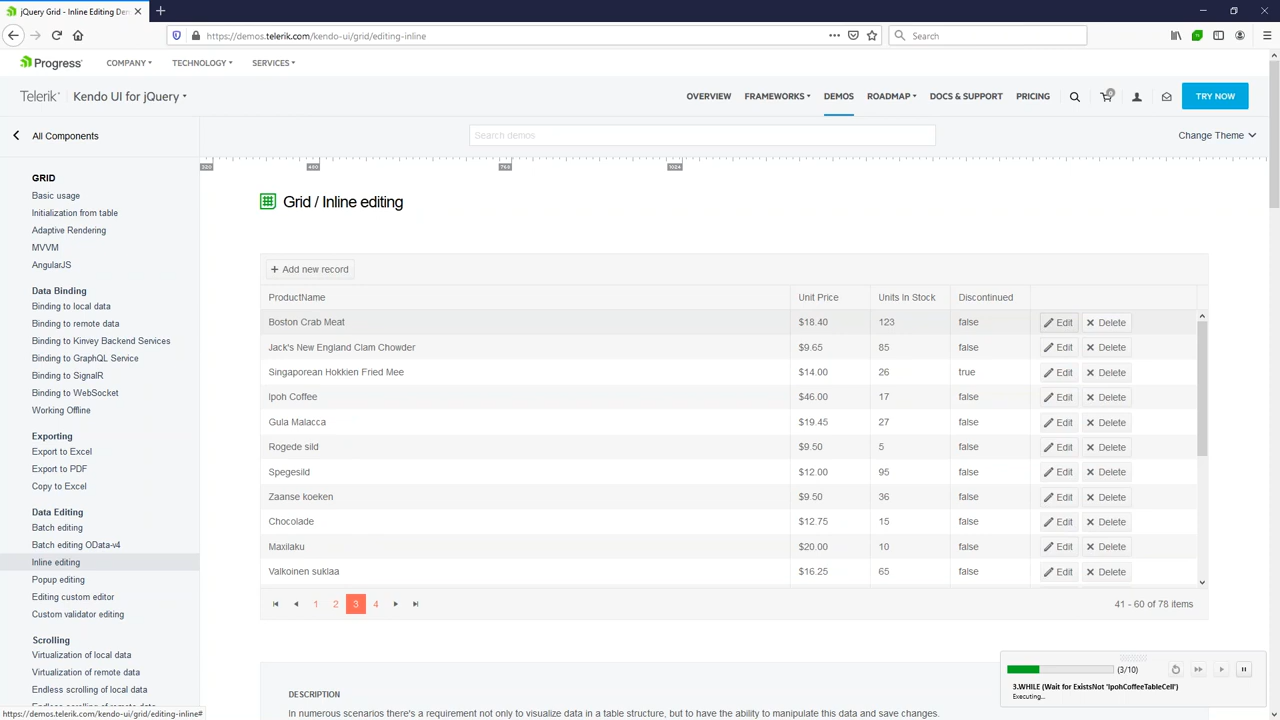 jQuery Grid - Inline Editing Den
https://demos.telerik.com/kendo-ui/grid/editing-inline
Search
Progress
COMPANY
TECHNOLOGY
SERVICES
Telerik
Kendo UI for jQuery
OVERVIEW
FRAMEWORKS
DEMOS
ROADMAP
DOCS & SUPPORT
PRICING
0
TRY NOW
All Components
Search demos
Change Theme
320
480
768
1024
GRID
Basic usage
Initialization from table
Adaptive Rendering
MVVM
AngularJS
Data Binding
Binding to local data
Binding to remote data
Binding to Kinvey Backend Services
Binding to GraphQL Service
Binding to SignalR
Binding to WebSocket
Working Offline
Exporting
Export to Excel
Export to PDF
Copy to Excel
Data Editing
Batch editing
Batch editing OData-v4
Inline editing
Popup editing
Editing custom editor
Custom validator editing
Scrolling
Virtualization of local data
Virtualization of remote data
Endless scrolling of local data
https://demos.telerik.com/kendo-ui/grid/editing-inline#
Grid / Inline editing
+ Add new record
ProductName Unit Price Units In Stock Discontinued
Boston Crab Meat $18.40 123 false Edit Delete
Jack's New England Clam Chowder $9.65 85 false Edit Delete
Singaporean Hokkien Fried Mee $14.00 26 true Edit Delete
Ipoh Coffee $46.00 17 false Edit Delete
Gula Malacca $19.45 27 false Edit Delete
Rogede sild $9.50 5 false Edit Delete
Spegesild $12.00 95 false Edit Delete
Zaanse koeken $9.50 36 false Edit Delete
Chocolade $12.75 15 false Edit Delete
Maxilaku $20.00 10 false Edit Delete
Valkoinen suklaa $16.25 65 false Edit Delete
1 2 3 4 41 - 60 of 78 items
(3/10)
3.WHILE (Wait for ExistsNot 'IpohCoffeeTableCell')
Executing...
DESCRIPTION
In numerous scenarios there's a requirement not only to visualize data in a table structure, but to have the ability to manipulate this data and save changes.